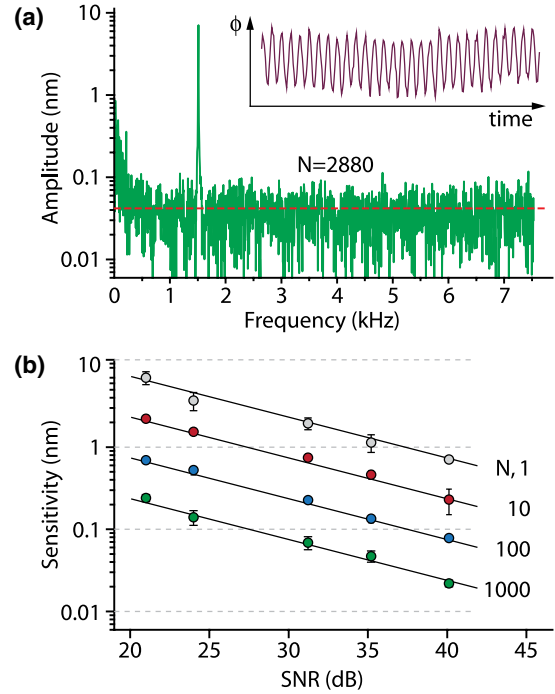 (a)
10
1
0.1
0.01
Amplitude (nm)
ϕ
time
N=2880
0 1 2 3 4 5 6 7
Frequency (kHz)
(b)
10
1
0.1
0.01
Sensitivity (nm)
N, 1
10
100
1000
20 25 30 35 40 45
SNR (dB)